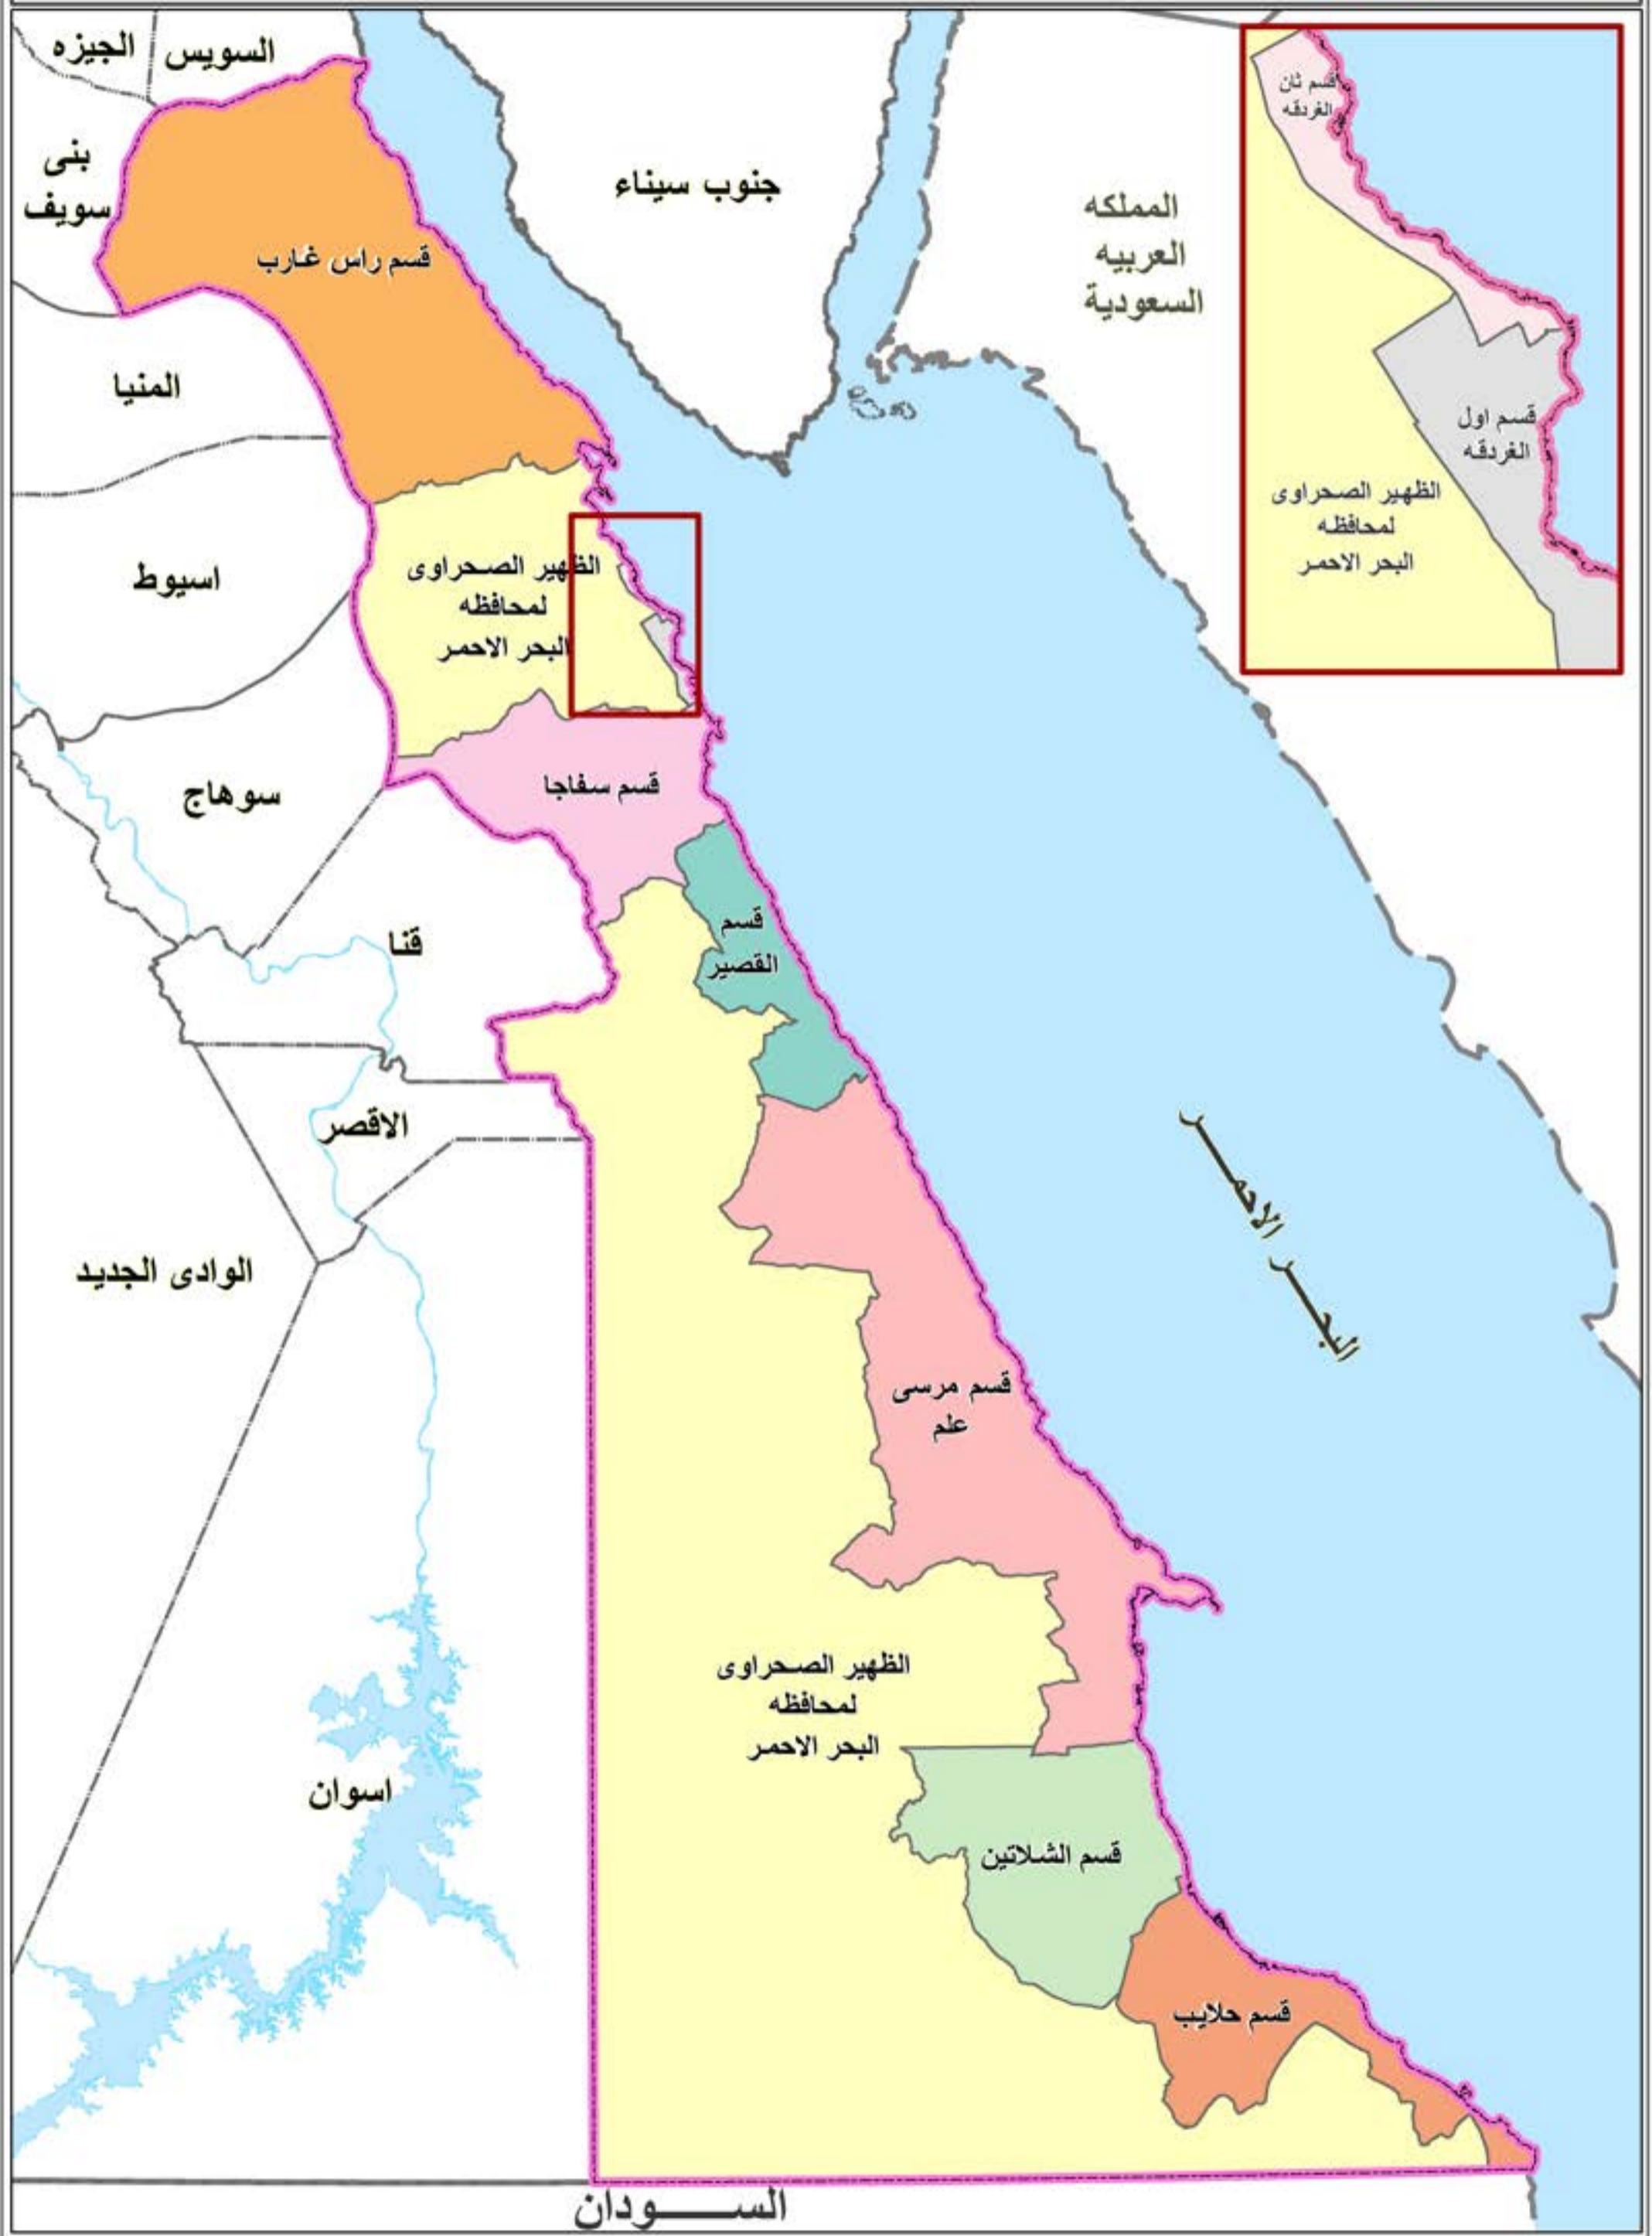 الجيزه
السويس
بنى
سويف
جنوب سيناء
المملكه
العربيه
السعودية
قسم ثان
الغردقه
قسم اول
الغردقه
الظهير الصحراوى
لمحافظه
البحر الاحمر
قسم راس غارب
المنيا
اسيوط
الظهير الصحراوى
لمحافظه
البحر الاحمر
سوهاج
قسم سفاجا
قسم
القصير
قنا
الاقصر
البحر الاحمر
الوادى الجديد
قسم مرسى
علم
الظهير الصحراوى
لمحافظه
البحر الاحمر
اسوان
قسم الشلاتين
قسم حلايب
الســـــودان